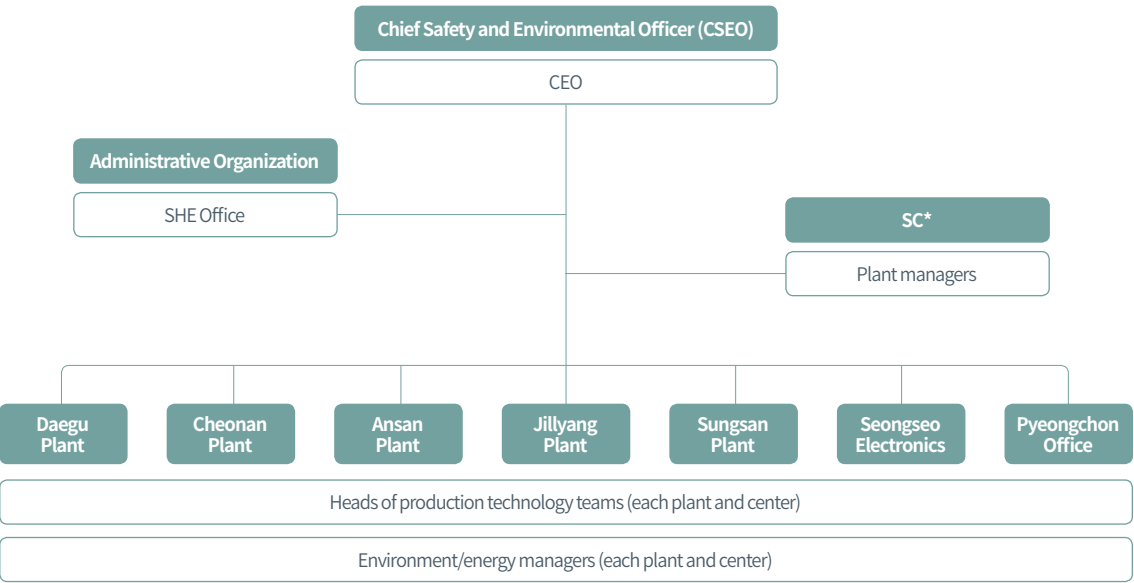 Chief Safety and Environmental Officer (CSEO)
CEO
Administrative Organization
SHE Office
SC*
Plant managers
Daegu
Plant
Cheonan
Plant
Ansan
Plant
Jillyang
Plant
Sungsan
Plant
Seongseo
Electronics
Pyeongchon
Office
Heads of production technology teams (each plant and center)
Environment/energy managers (each plant and center)